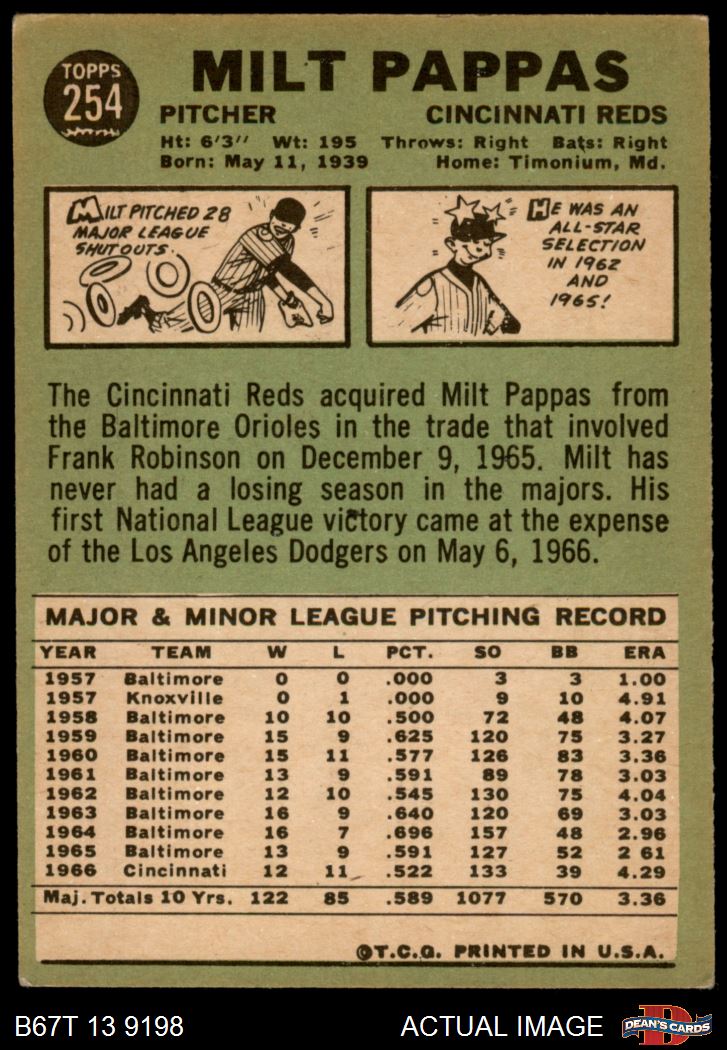 TOPPS
254
MILT PAPPAS
PITCHER CINCINNATI REDS
Ht: 6'3" Wt: 195 Throws: Right Bats: Right
Born: May 11, 1939 Home: Timonium, Md.
MILT PITCHED 28
MAJOR LEAGUE
SHUTOUTS.
HE WAS AN
ALL-STAR
SELECTION
IN 1962
AND
1965!
The Cincinnati Reds acquired Milt Pappas from
the Baltimore Orioles in the trade that involved
Frank Robinson on December 9, 1965. Milt has
never had a losing season in the majors. His
first National League victory came at the expense
of the Los Angeles Dodgers on May 6, 1966.
MAJOR & MINOR LEAGUE PITCHING RECORD
YEAR TEAM W L PCT. SO BB ERA
1957 Baltimore 0 0 .000 3 3 1.00
1957 Knoxville 0 1 .000 9 10 4.91
1958 Baltimore 10 10 .500 72 48 4.07
1959 Baltimore 15 9 .625 120 75 3.27
1960 Baltimore 15 11 .577 126 83 3.36
1961 Baltimore 13 9 .591 89 78 3.03
1962 Baltimore 12 10 .545 130 75 4.04
1963 Baltimore 16 9 .640 120 69 3.03
1964 Baltimore 16 7 .696 157 48 2.96
1965 Baltimore 13 9 .591 127 52 2 61
1966 Cincinnati 12 11 .522 133 39 4.29
Maj. Totals 10 Yrs. 122 85 .589 1077 570 3.36
©T.C.G. PRINTED IN U.S.A.
B67T 13 9198 ACTUAL IMAGE
D
DEAN'S CARDS